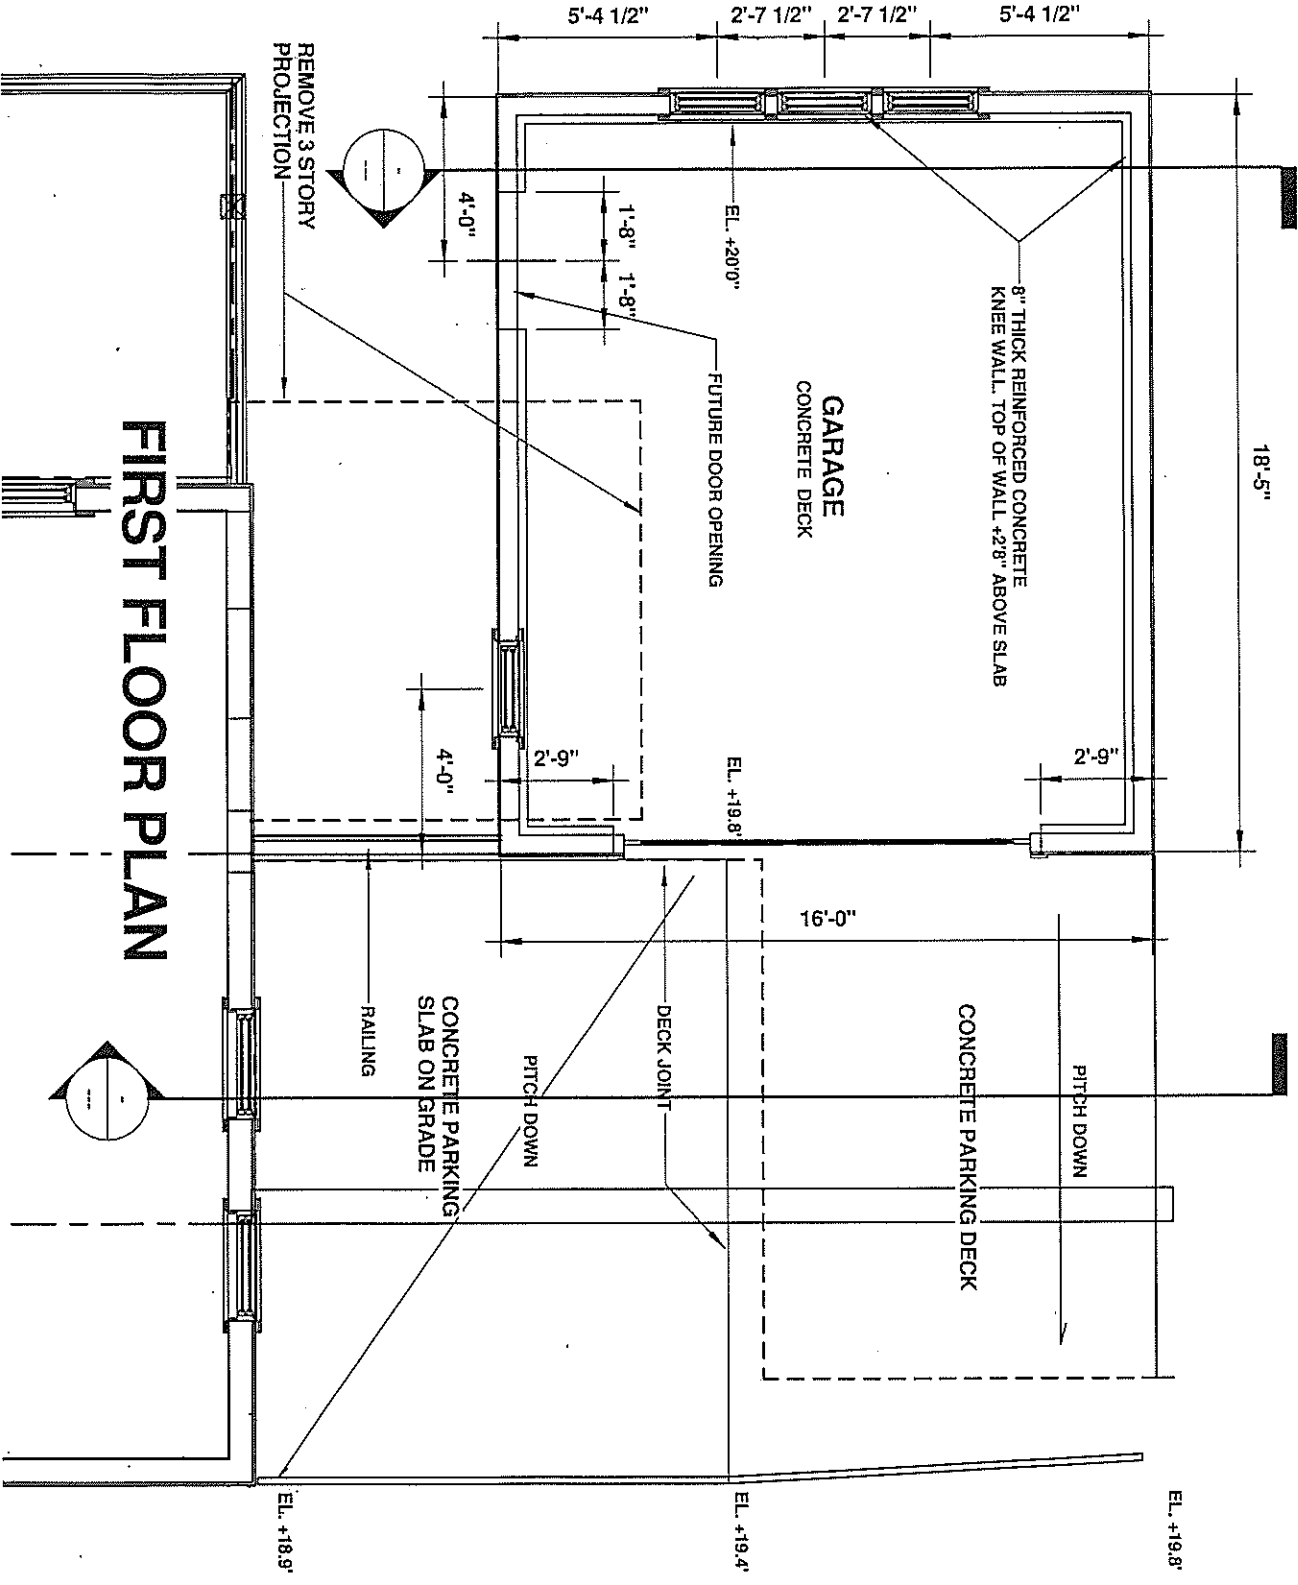 5'-4 1/2"
2'-7 1/2"
2'-7 1/2"
5'-4 1/2"
18'-5"
REMOVE 3 STORY
PROJECTION
4'-0"
1'-8"
1'-8"
EL. +20'0"
8" THICK REINFORCED CONCRETE
KNEE WALL. TOP OF WALL +2'8" ABOVE SLAB
GARAGE
CONCRETE DECK
FUTURE DOOR OPENING
FIRST FLOOR PLAN
4'-0"
2'-9"
EL. +19.8'
2'-9"
16'-0"
RAILING
CONCRETE PARKING
SLAB ON GRADE
PITCH DOWN
DECK JOINT
CONCRETE PARKING DECK
PITCH DOWN
EL. +18.9'
EL. +19.4'
EL. +19.8'